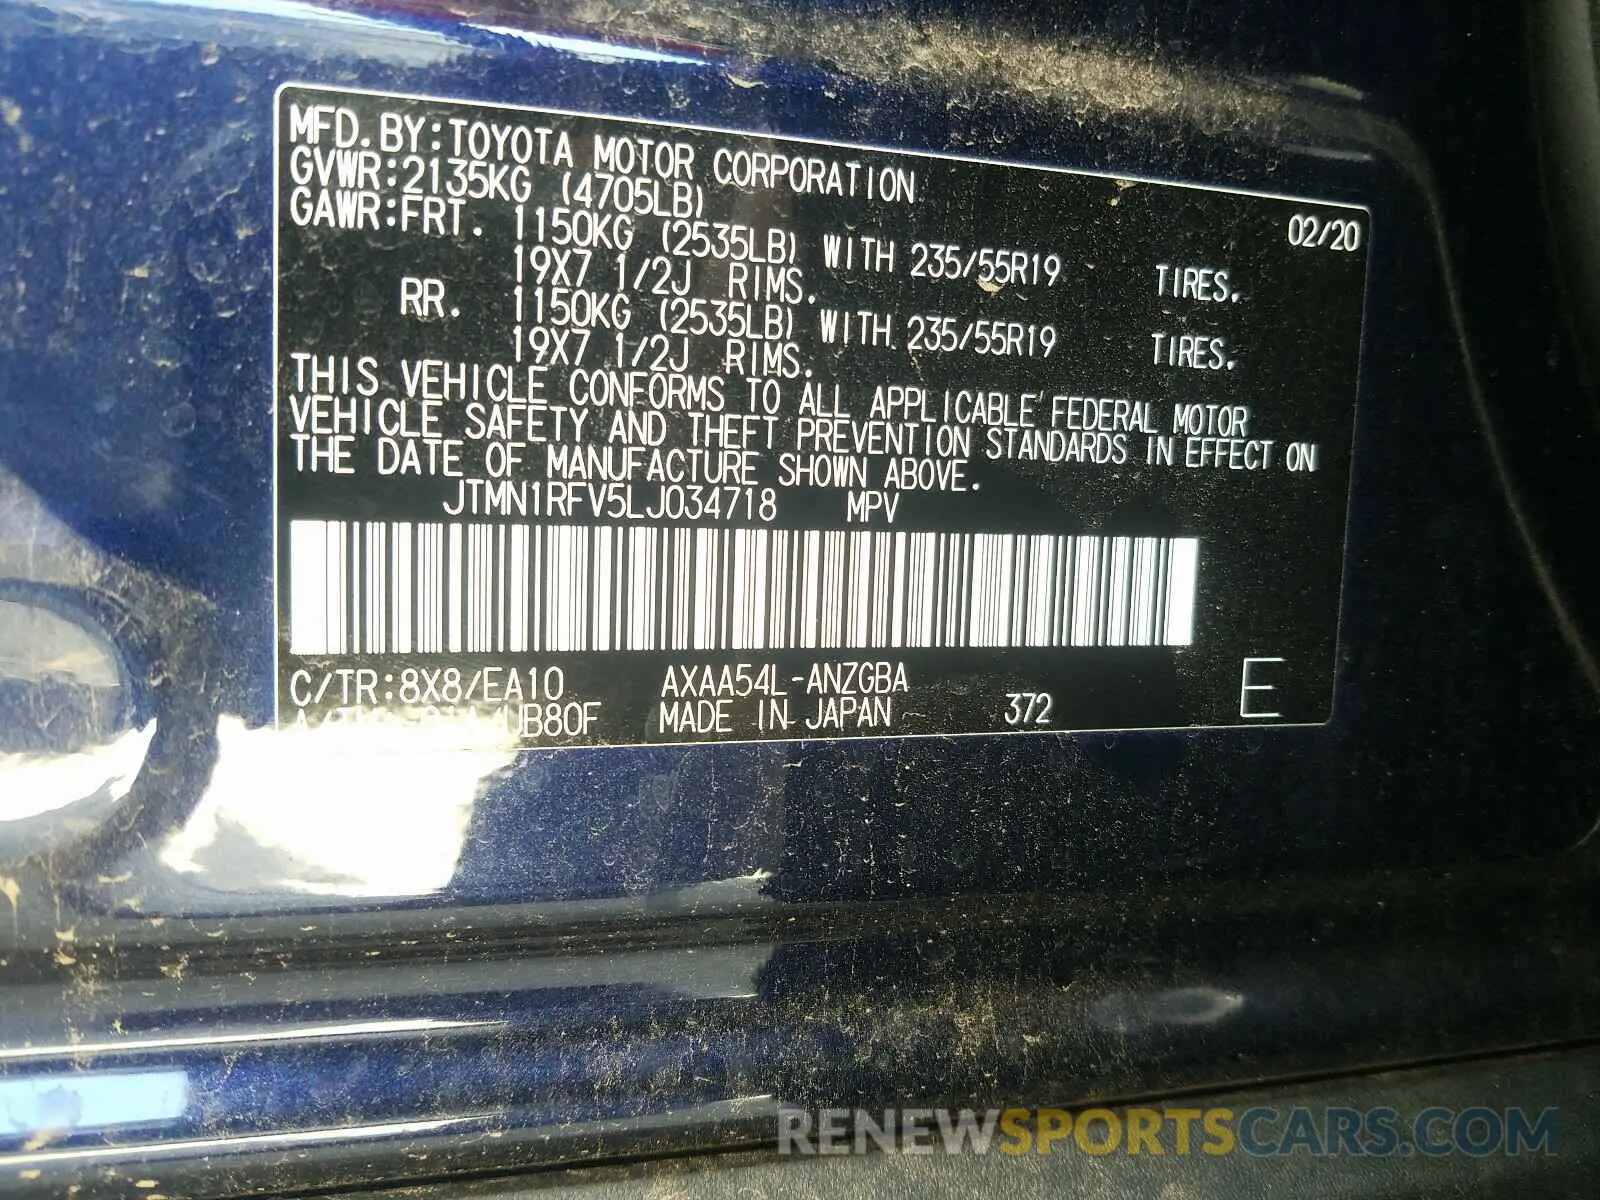 MFD.BY:TOYOTA MOTOR CORPORATION 02/20
GVWR:2135KG (4705LB)
GAWR:FRT. 1150KG (2535LB) WITH 235/55R19 TIRES.
19X7 1/2J RIMS.
RR. 1150KG (2535LB) WITH 235/55R19 TIRES.
19X7 1/2J RIMS.
THIS VEHICLE CONFORMS TO ALL APPLICABLE FEDERAL MOTOR
VEHICLE SAFETY AND THEFT PREVENTION STANDARDS IN EFFECT ON
THE DATE OF MANUFACTURE SHOWN ABOVE.
JTMN1RFV5LJ034718 MPV
C/TR:8X8/EA10 AXAA54L-ANZGBA E
UB80F MADE IN JAPAN 372
RENEWSPORTSCARS.COM